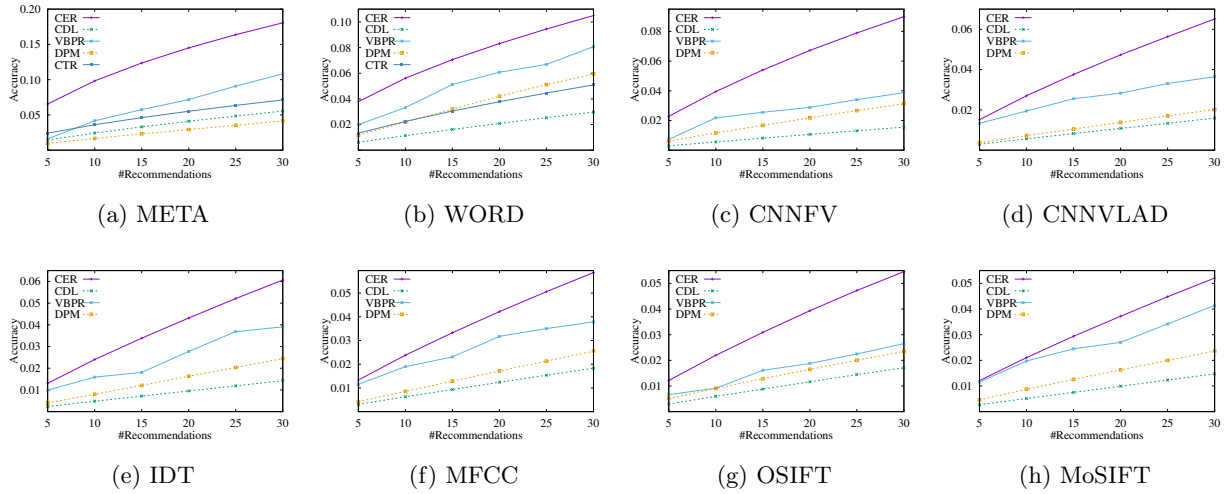 0.20
0.15
0.10
0.05
Accuracy
CER
CDL
VBPR
DPM
CTR
5 10 15 20 25 30
#Recommendations
(a) META
0.10
0.08
0.06
0.04
0.02
Accuracy
CER
CDL
VBPR
DPM
CTR
5 10 15 20 25 30
#Recommendations
(b) WORD
0.08
0.06
0.04
0.02
Accuracy
CER
CDL
VBPR
DPM
5 10 15 20 25 30
#Recommendations
(c) CNNFV
0.06
0.04
0.02
Accuracy
CER
CDL
VBPR
DPM
5 10 15 20 25 30
#Recommendations
(d) CNNVLAD
0.06
0.05
0.04
0.03
0.02
0.01
Accuracy
CER
CDL
VBPR
DPM
5 10 15 20 25 30
#Recommendations
(e) IDT
0.05
0.04
0.03
0.02
0.01
Accuracy
CER
CDL
VBPR
DPM
5 10 15 20 25 30
#Recommendations
(f) MFCC
0.05
0.04
0.03
0.02
0.01
Accuracy
CER
CDL
VBPR
DPM
5 10 15 20 25 30
#Recommendations
(g) OSIFT
0.05
0.04
0.03
0.02
0.01
Accuracy
CER
CDL
VBPR
DPM
5 10 15 20 25 30
#Recommendations
(h) MoSIFT